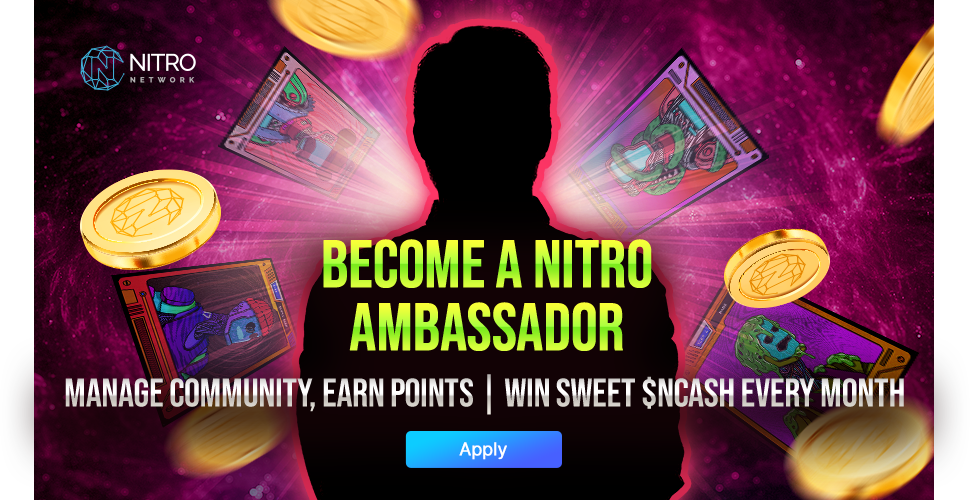 NITRO
NETWORK
BECOME A NITRO
AMBASSADOR
MANAGE COMMUNITY, EARN POINTS | WIN SWEET $NCASH EVERY MONTH
Apply